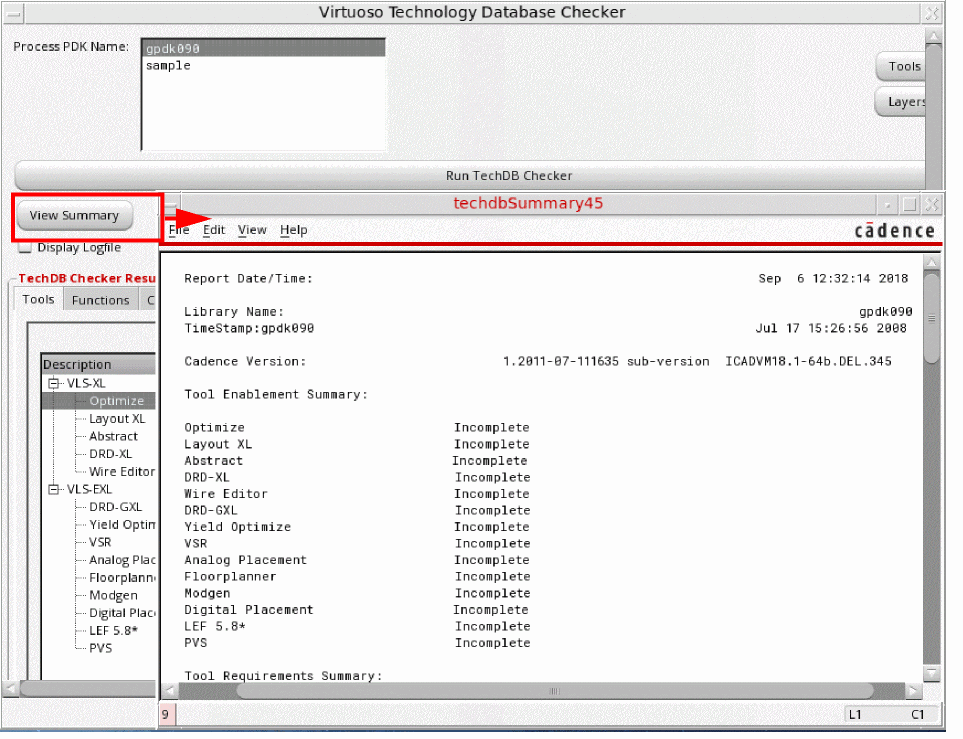 Virtuoso Technology Database Checker
Process PDK Name:
gpdk090
sample
Tools
Layers
Run TechDB Checker
View Summary
Display Logfile
TechDB Checker Resu
Tools Functions C
Description
VLS-XL
Optimize
Layout XL
Abstract
DRD-XL
Wire Editor
VLS-EXL
DRD-GXL
Yield Optim
VSR
Analog Plac
Floorplann
Modgen
Digital Plac
LEF 5.8*
PVS
techdbSummary45
File Edit View Help
cādence
Report Date/Time: Sep 6 12:32:14 2018
Library Name: gpdk090
TimeStamp:gpdk090 Jul 17 15:26:56 2008
Cadence Version: 1.2011-07-111635 sub-version ICADVM18.1-64b.DEL.345
Tool Enablement Summary:
Optimize Incomplete
Layout XL Incomplete
Abstract Incomplete
DRD-XL Incomplete
Wire Editor Incomplete
DRD-GXL Incomplete
Yield Optimize Incomplete
VSR Incomplete
Analog Placement Incomplete
Floorplanner Incomplete
Modgen Incomplete
Digital Placement Incomplete
LEF 5.8* Incomplete
PVS Incomplete
Tool Requirements Summary:
9 L1 C1